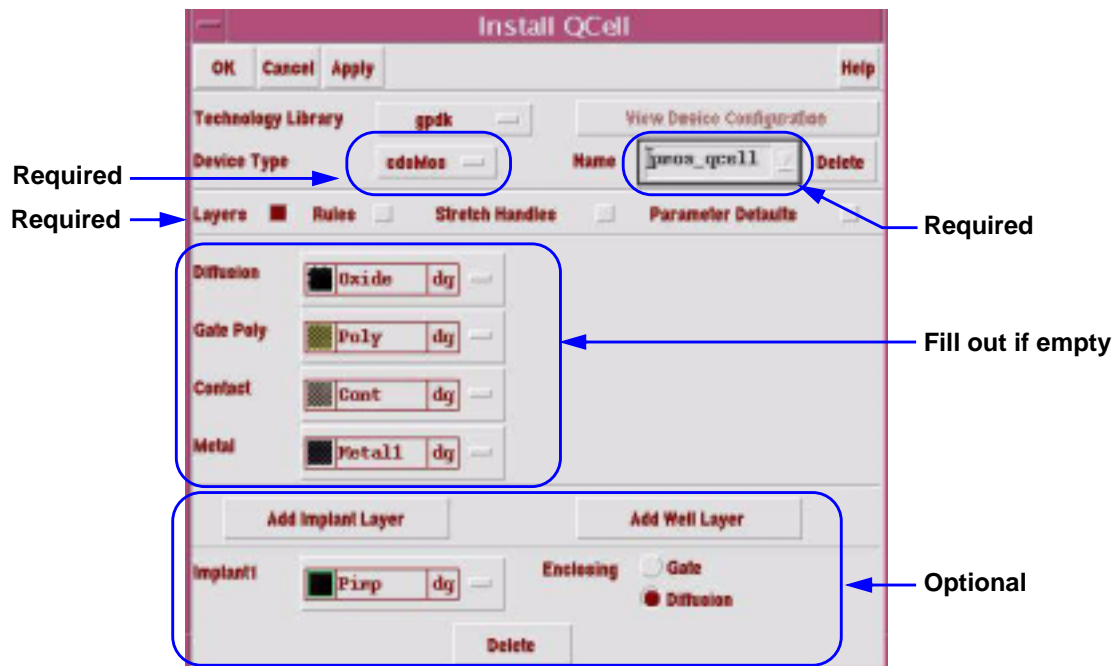 Install QCell
OK Cancel Apply Help
Technology Library gpdk View Device Configuration
Device Type cdsMos Name pmos_qcell Delete
Required
Required
Layers Rules Stretch Handles Parameter Defaults
Required
Diffusion Oxide dg
Gate Poly Poly dg
Fill out if empty
Contact Cont dg
Metal Metal1 dg
Add Implant Layer Add Well Layer
Implant1 Pimp dg Enclosing Gate
Diffusion
Optional
Delete